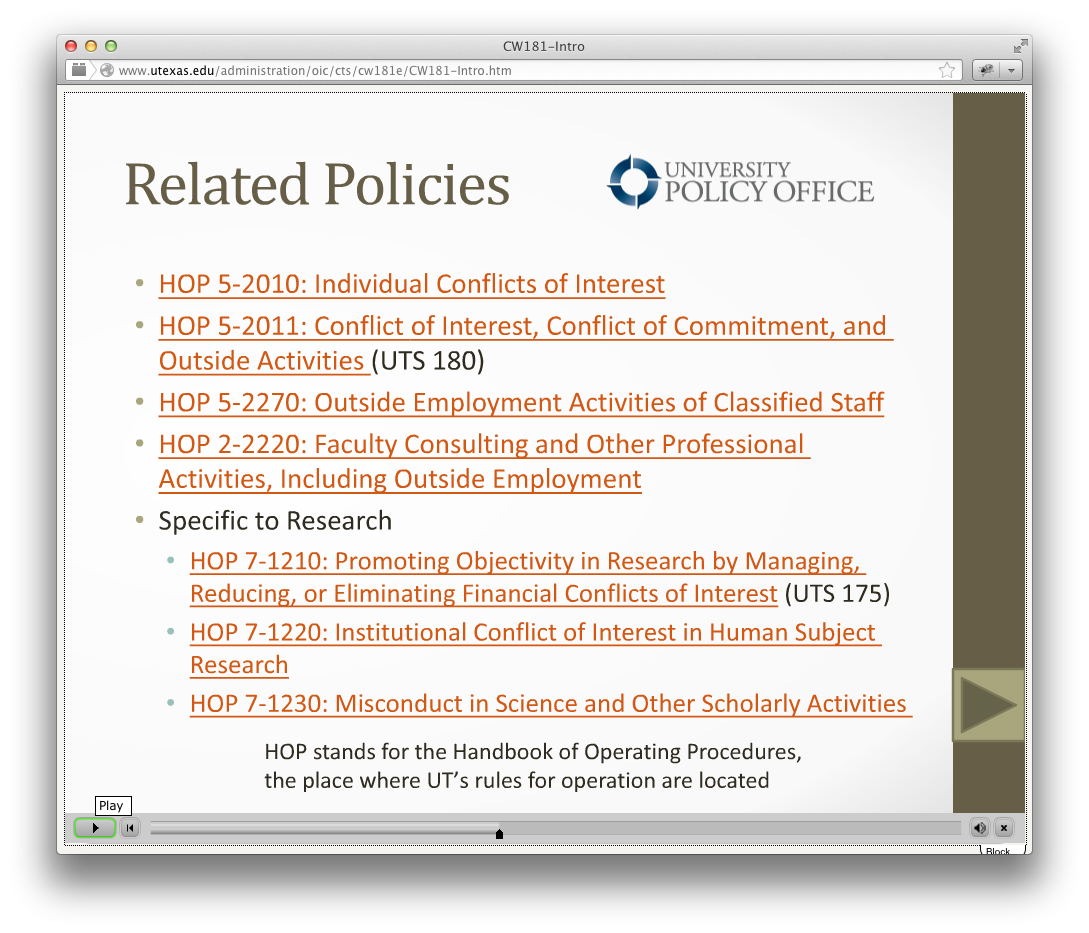 CW181-Intro
www.utexas.edu/administration/oic/cts/cw181e/CW181-Intro.htm
Related Policies
UNIVERSITY
POLICY OFFICE
• HOP 5-2010: Individual Conflicts of Interest
• HOP 5-2011: Conflict of Interest, Conflict of Commitment, and
Outside Activities (UTS 180)
• HOP 5-2270: Outside Employment Activities of Classified Staff
• HOP 2-2220: Faculty Consulting and Other Professional
Activities, Including Outside Employment
• Specific to Research
• HOP 7-1210: Promoting Objectivity in Research by Managing,
Reducing, or Eliminating Financial Conflicts of Interest (UTS 175)
• HOP 7-1220: Institutional Conflict of Interest in Human Subject
Research
• HOP 7-1230: Misconduct in Science and Other Scholarly Activities
HOP stands for the Handbook of Operating Procedures,
the place where UT's rules for operation are located
Play
Block